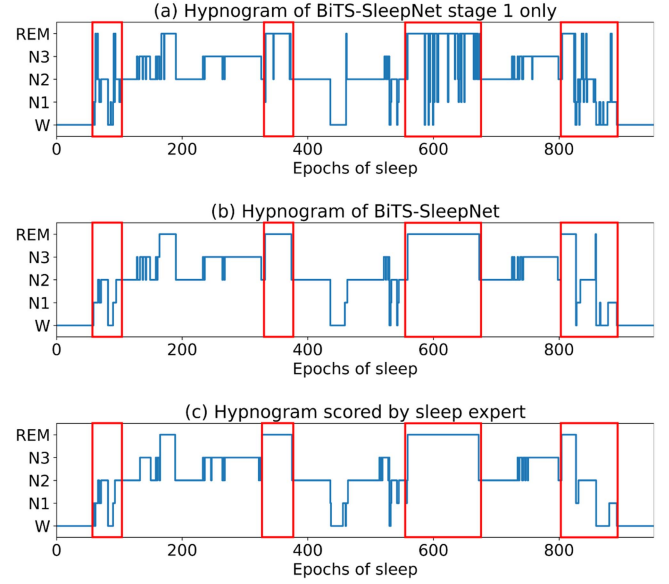 (a) Hypnogram of BiTS-SleepNet stage 1 only
REM
N3
N2
N1
W
0 200 400 600 800
Epochs of sleep
(b) Hypnogram of BiTS-SleepNet
REM
N3
N2
N1
W
0 200 400 600 800
Epochs of sleep
(c) Hypnogram scored by sleep expert
REM
N3
N2
N1
W
0 200 400 600 800
Epochs of sleep